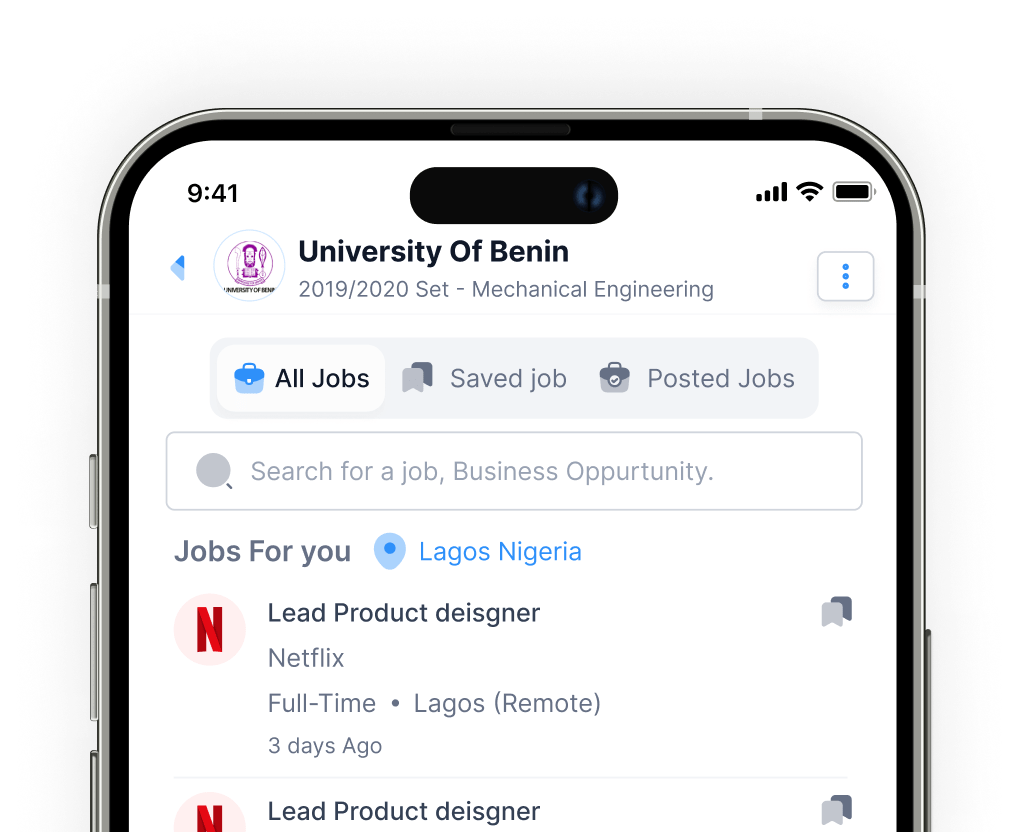 9:41
University Of Benin
2019/2020 Set - Mechanical Engineering
UNIVERSITY OF BENIN
All Jobs Saved job Posted Jobs
Search for a job, Business Oppurtunity.
Jobs For you Lagos Nigeria
Lead Product deisgner
Netflix
Full-Time • Lagos (Remote)
3 days Ago
Lead Product deisgner